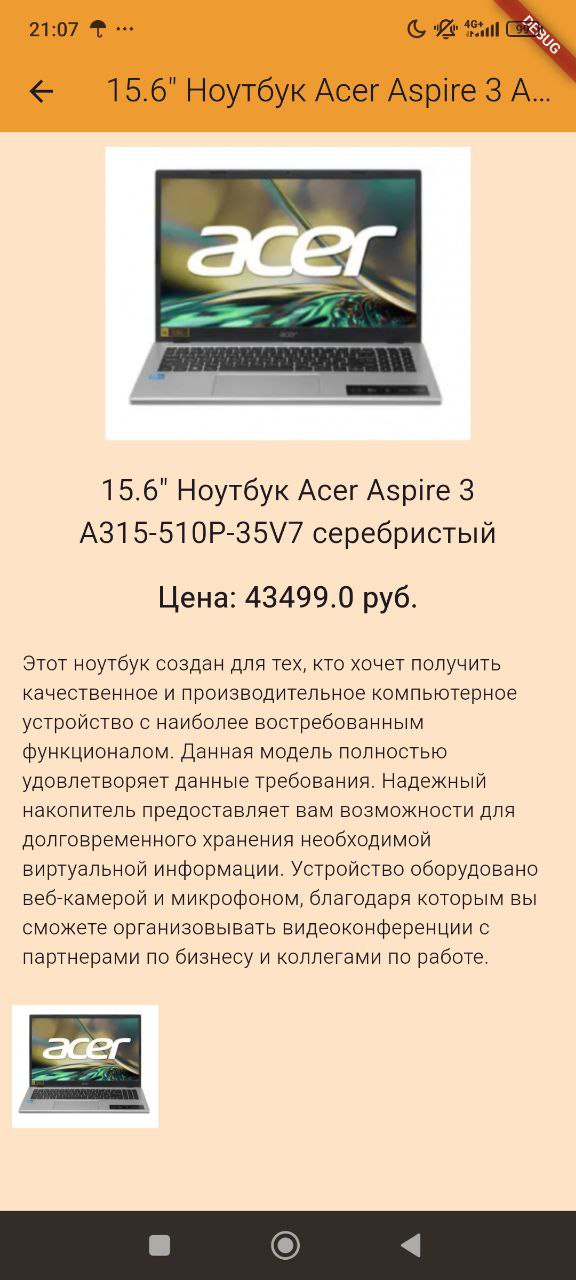 21:07
4G+
DEBUG
15.6" Ноутбук Acer Aspire 3 A...
acer
acer
15.6" Ноутбук Acer Aspire 3
A315-510P-35V7 серебристый
Цена: 43499.0 руб.
Этот ноутбук создан для тех, кто хочет получить
качественное и производительное компьютерное
устройство с наиболее востребованным
функционалом. Данная модель полностью
удовлетворяет данные требования. Надежный
накопитель предоставляет вам возможности для
долговременного хранения необходимой
виртуальной информации. Устройство оборудовано
веб-камерой и микрофоном, благодаря которым вы
сможете организовывать видеоконференции с
партнерами по бизнесу и коллегами по работе.
acer